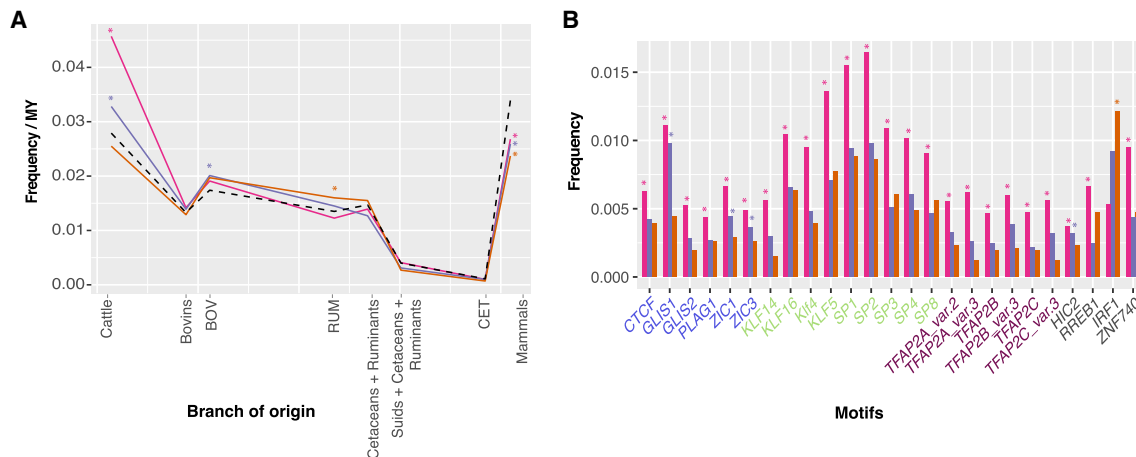 A
Frequency / MY
0.04
0.03
0.02
0.01
0.00
Cattle
Bovins
BOV
RUM
Cetaceans + Ruminants
Suids + Cetaceans +
Ruminants
CET
Mammals
Branch of origin
B
Frequency
0.015
0.010
0.005
0.000
CTCF
GLIS1
GLIS2
PLAG1
ZIC1
ZIC3
KLF14
KLF16
Klf4
KLF5
SP1
SP2
SP3
SP4
SP8
TFAP2A_var.2
TFAP2A_var.3
TFAP2B
TFAP2B_var.3
TFAP2C
TFAP2C_var.3
HIC2
RREB1
IRF1
ZNF740
Motifs